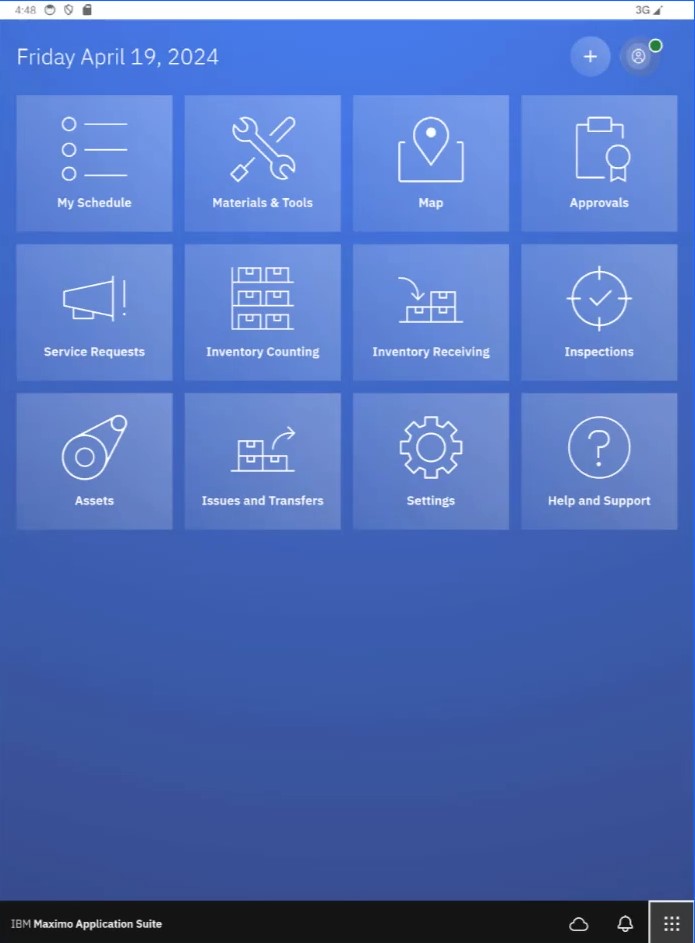 4:48
3G
Friday April 19, 2024
My Schedule
Materials & Tools
Map
Approvals
Service Requests
Inventory Counting
Inventory Receiving
Inspections
Assets
Issues and Transfers
Settings
Help and Support
IBM Maximo Application Suite